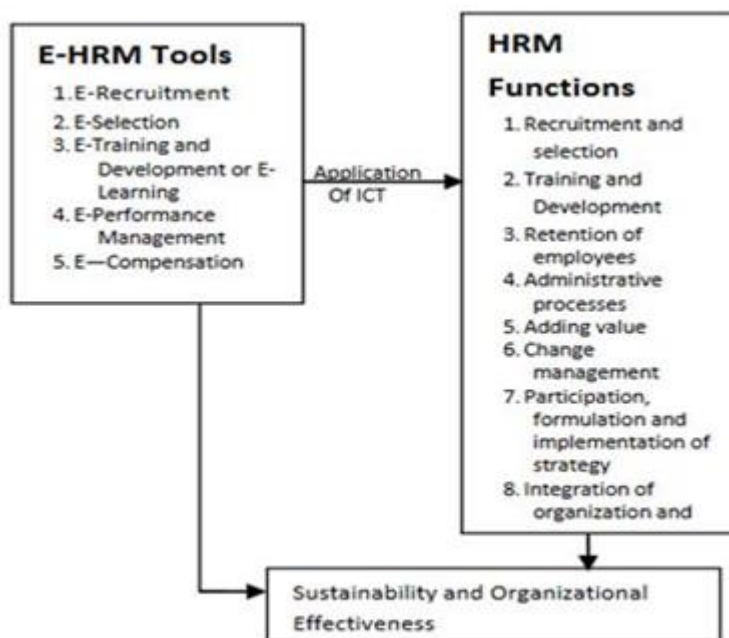 E-HRM Tools
1. E-Recruitment
2. E-Selection
3. E-Training and
Development or E-
Learning
4. E-Performance
Management
5. E—Compensation
Application
Of ICT
HRM
Functions
1. Recruitment and
selection
2. Training and
Development
3. Retention of
employees
4. Administrative
processes
5. Adding value
6. Change
management
7. Participation,
formulation and
implementation of
strategy
8. Integration of
organization and
Sustainability and Organizational
Effectiveness